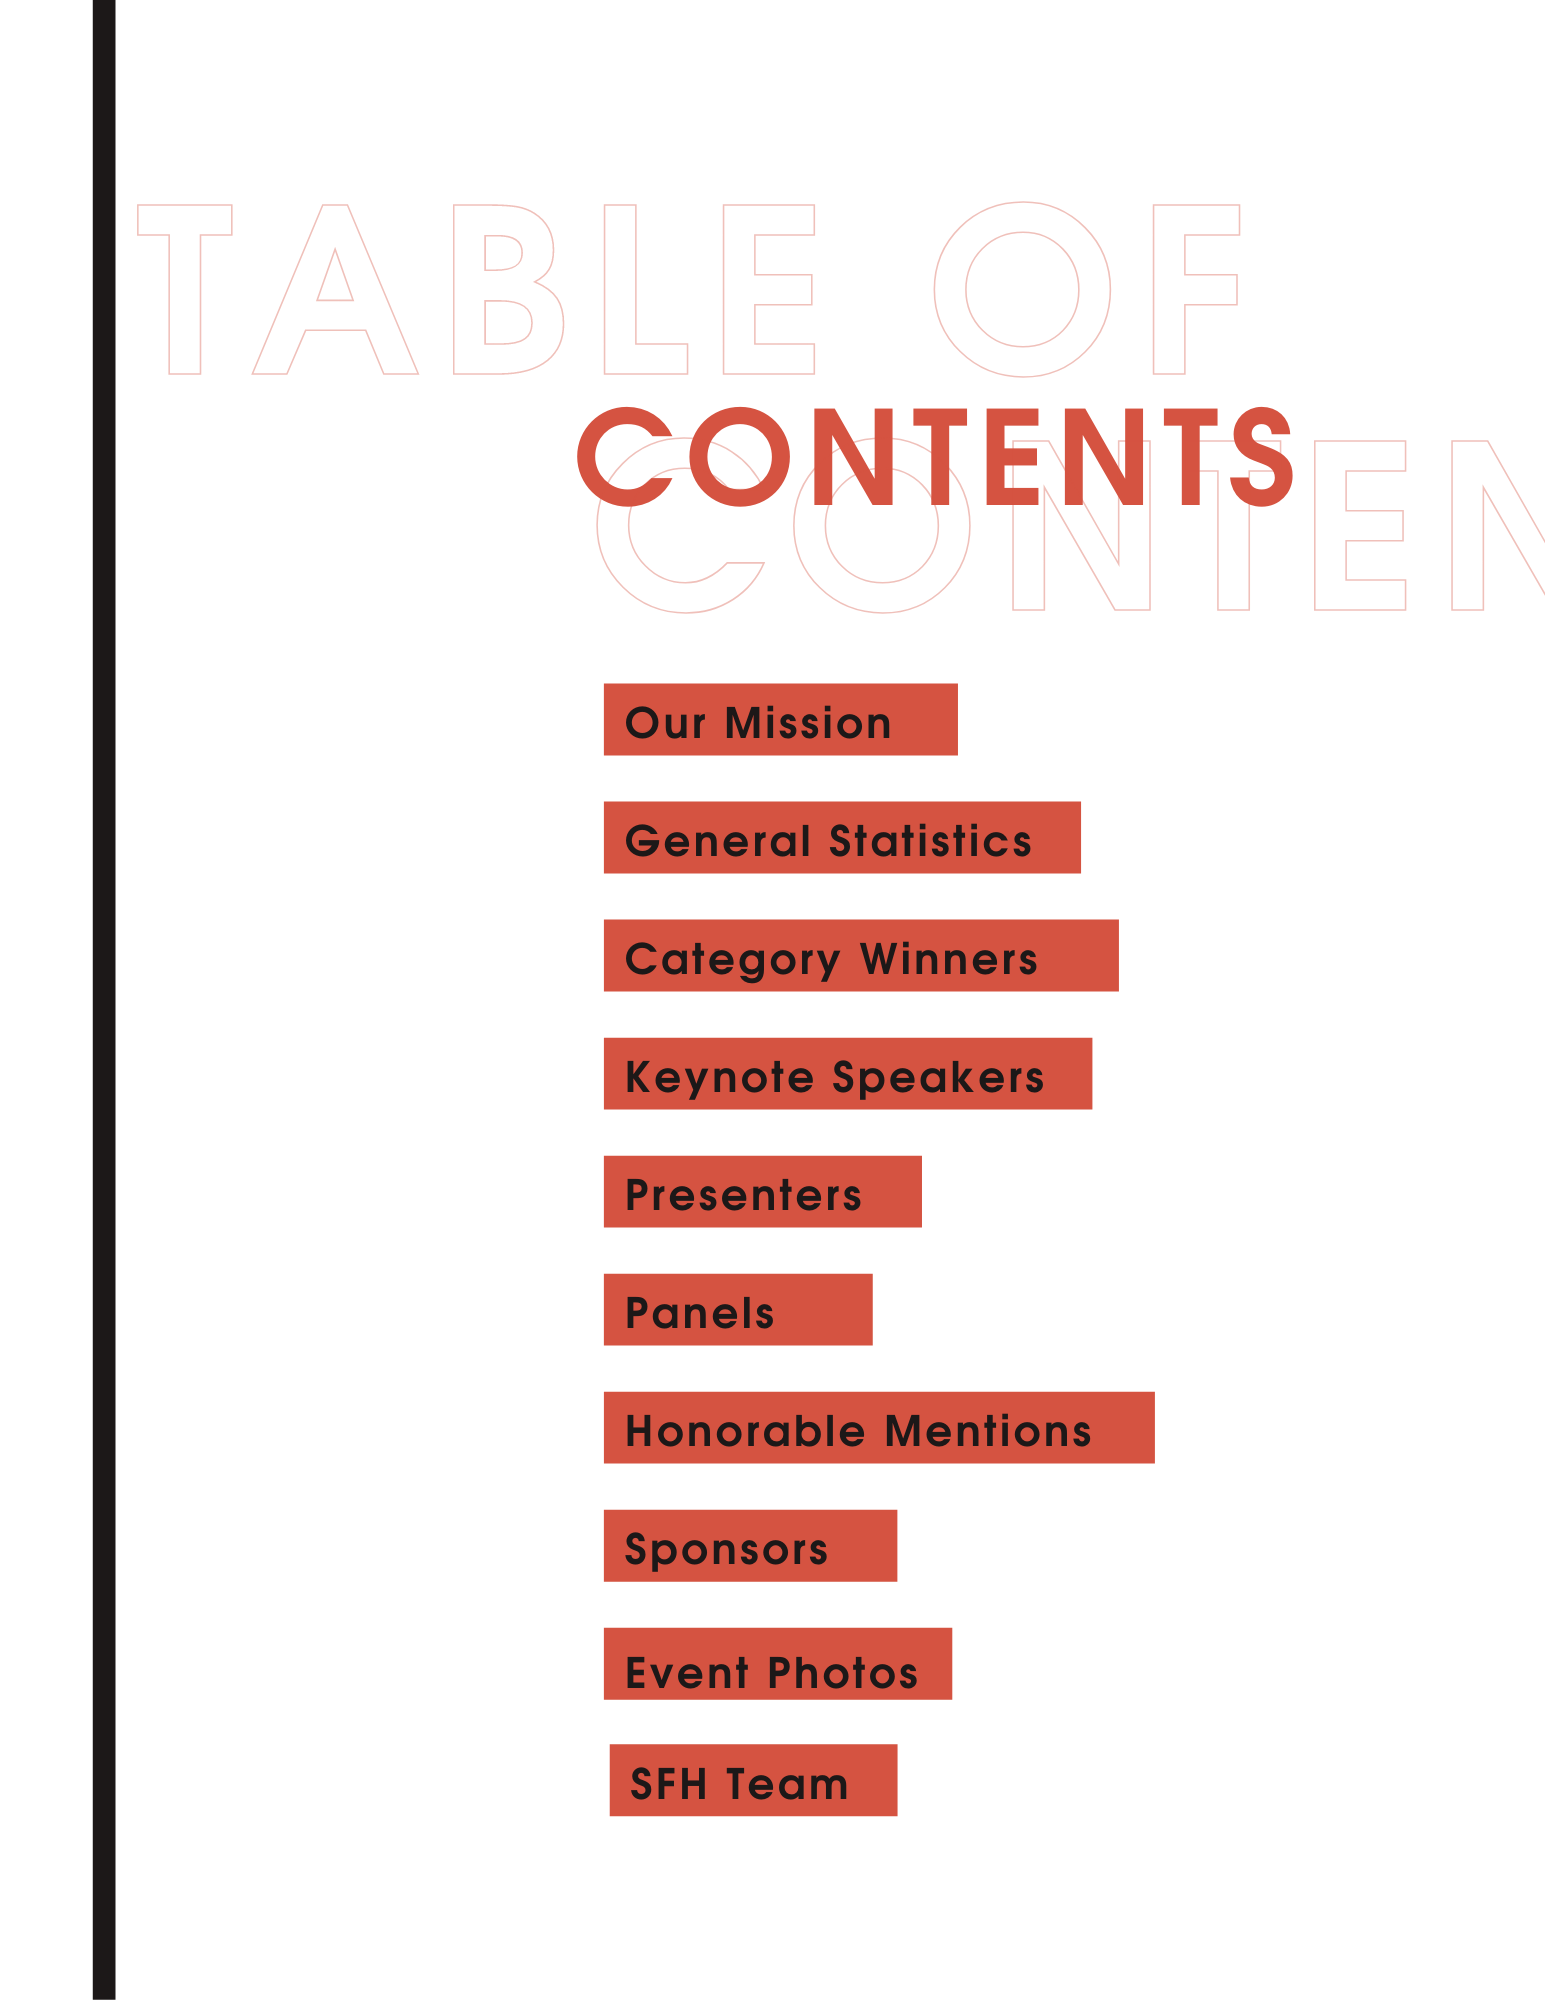 TABLE OF
CONTENTS
CONTEN
Our Mission
General Statistics
Category Winners
Keynote Speakers
Presenters
Panels
Honorable Mentions
Sponsors
Event Photos
SFH Team